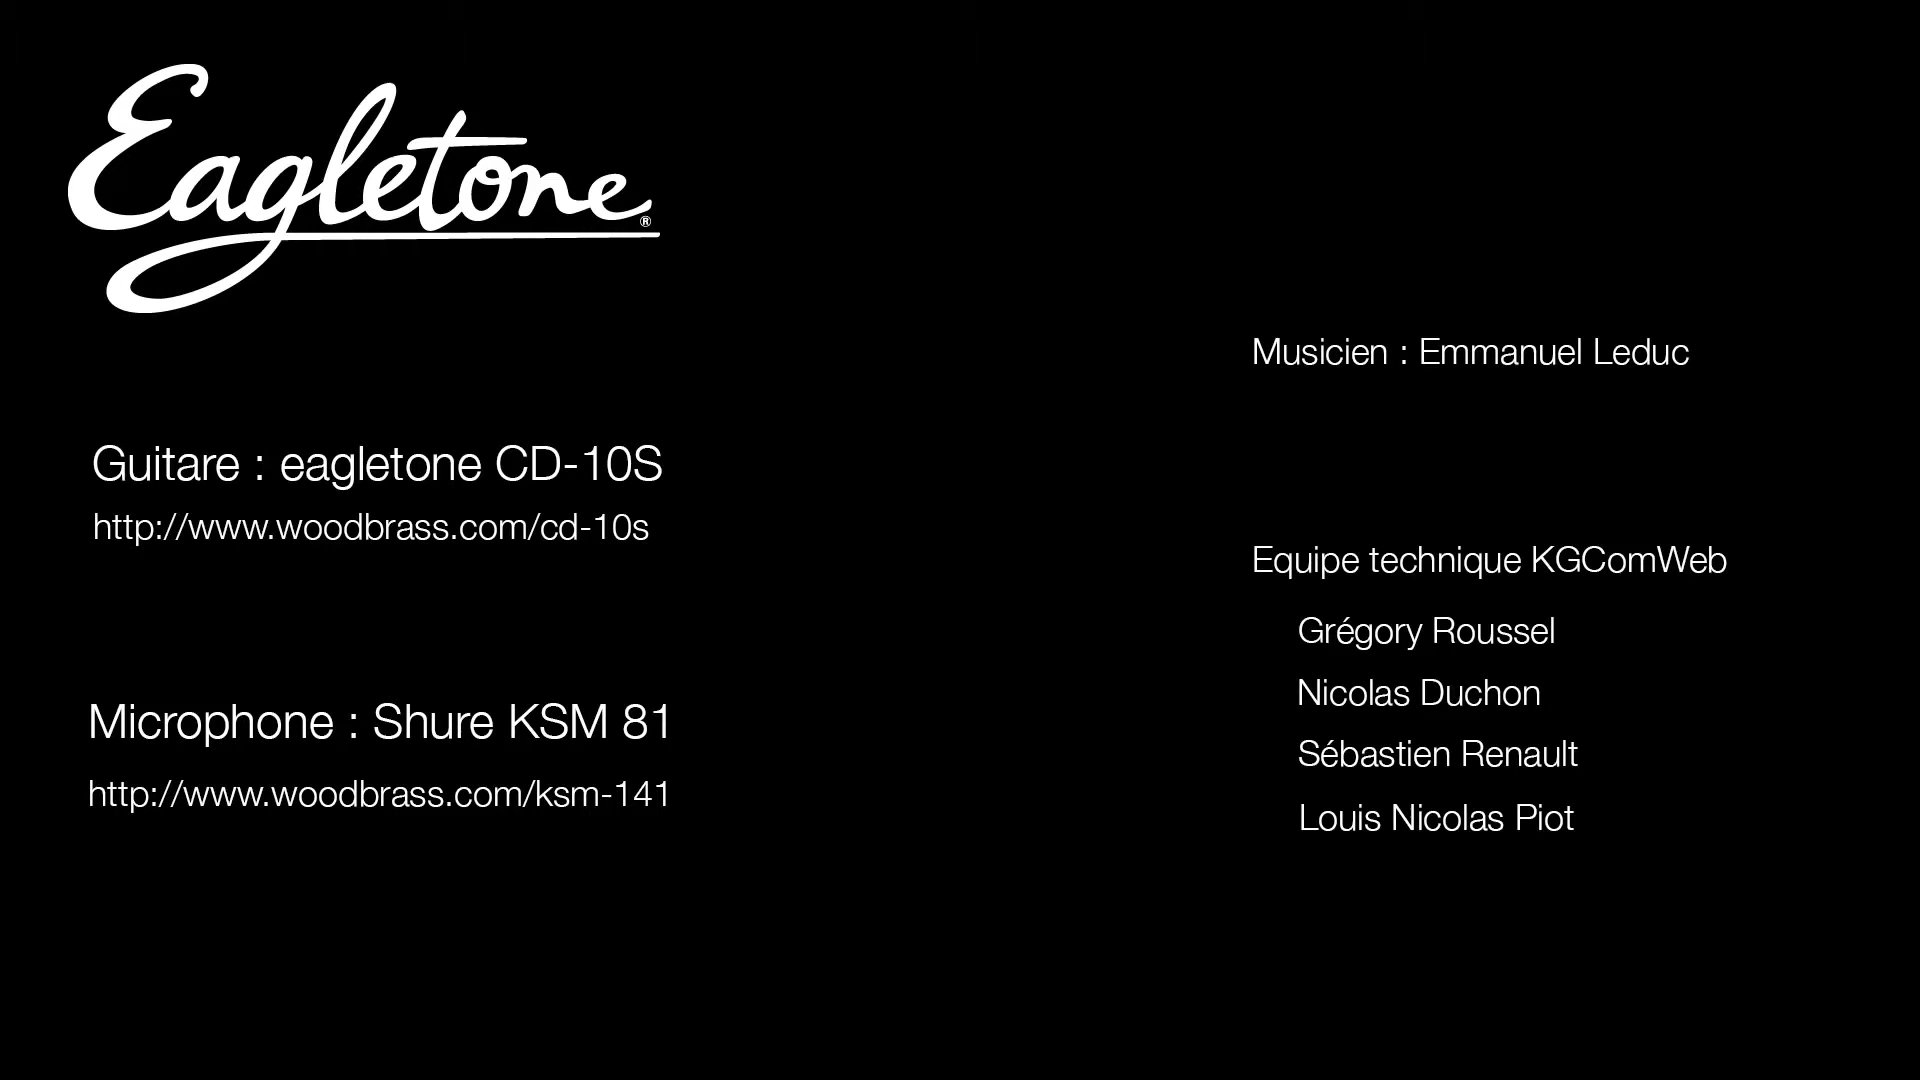 Eagletone®
Guitare : eagletone CD-10S
http://www.woodbrass.com/cd-10s
Microphone : Shure KSM 81
http://www.woodbrass.com/ksm-141
Musicien : Emmanuel Leduc
Equipe technique KGComWeb
Grégory Roussel
Nicolas Duchon
Sébastien Renault
Louis Nicolas Piot